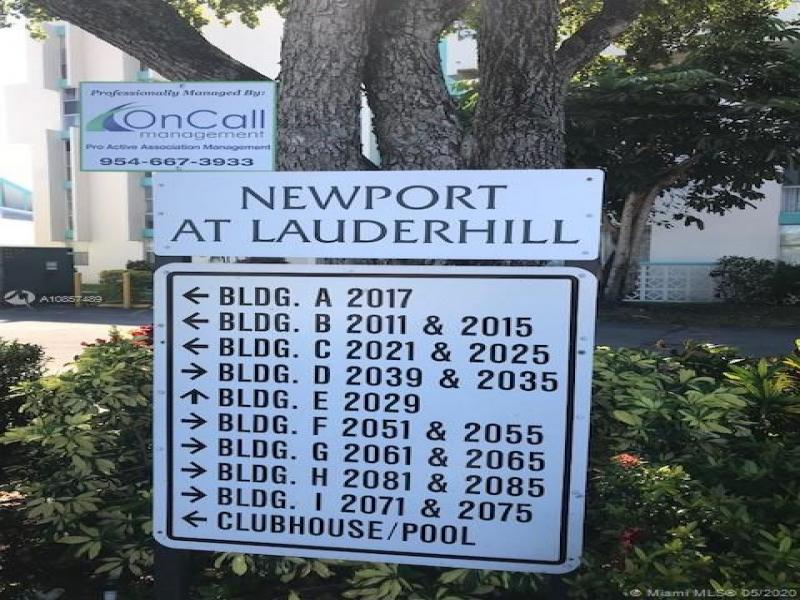 Professionally Managed By:
OnCall
management
Pro Active Association Management
954-667-3933
NEWPORT
AT LAUDERHILL
← BLDG. A 2017
← BLDG. B 2011 & 2015
← BLDG. C 2021 & 2025
→ BLDG. D 2039 & 2035
↑ BLDG. E 2029
→ BLDG. F 2051 & 2055
→ BLDG. G 2061 & 2065
→ BLDG. H 2081 & 2085
→ BLDG. I 2071 & 2075
← CLUBHOUSE/POOL
A10857489
© Miami MLS® 05/2020